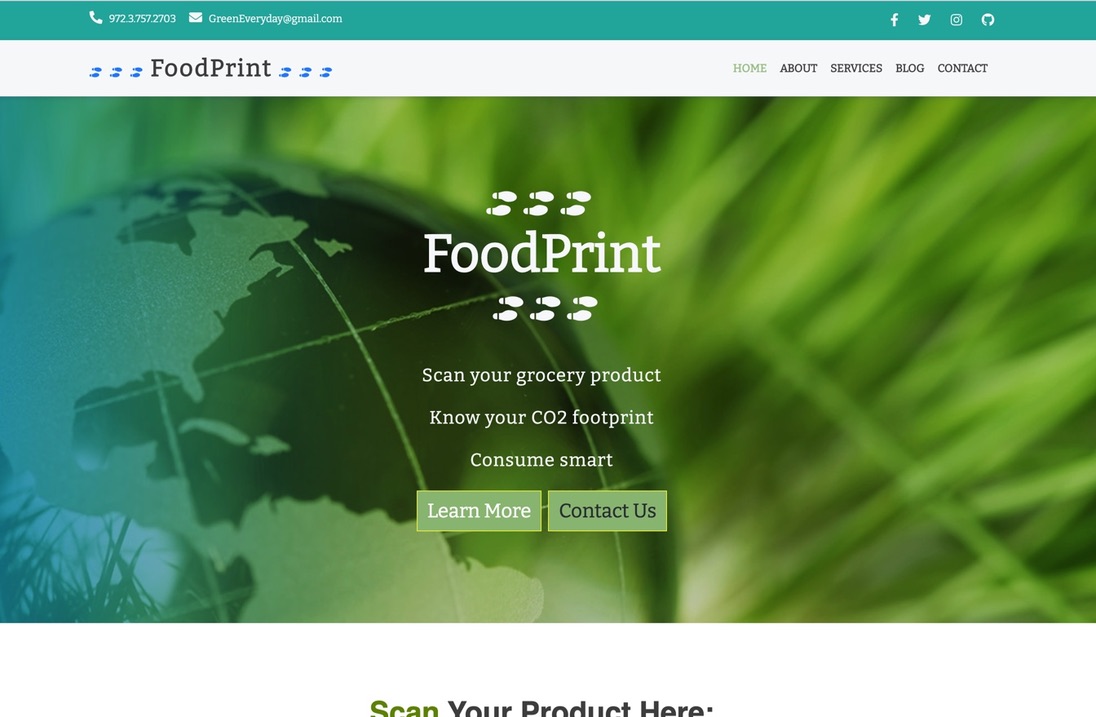 972.3.757.2703 GreenEveryday@gmail.com
FoodPrint HOME ABOUT SERVICES BLOG CONTACT
FoodPrint
Scan your grocery product
Know your CO2 footprint
Consume smart
Learn More Contact Us
Scan Your Product Here: